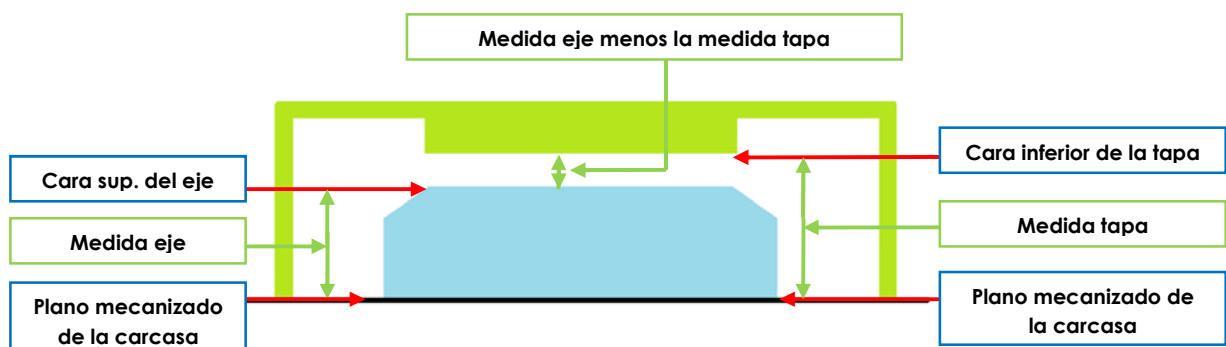 Medida eje menos la medida tapa
Cara sup. del eje
Cara inferior de la tapa
Medida eje
Medida tapa
Plano mecanizado
de la carcasa
Plano mecanizado de
la carcasa